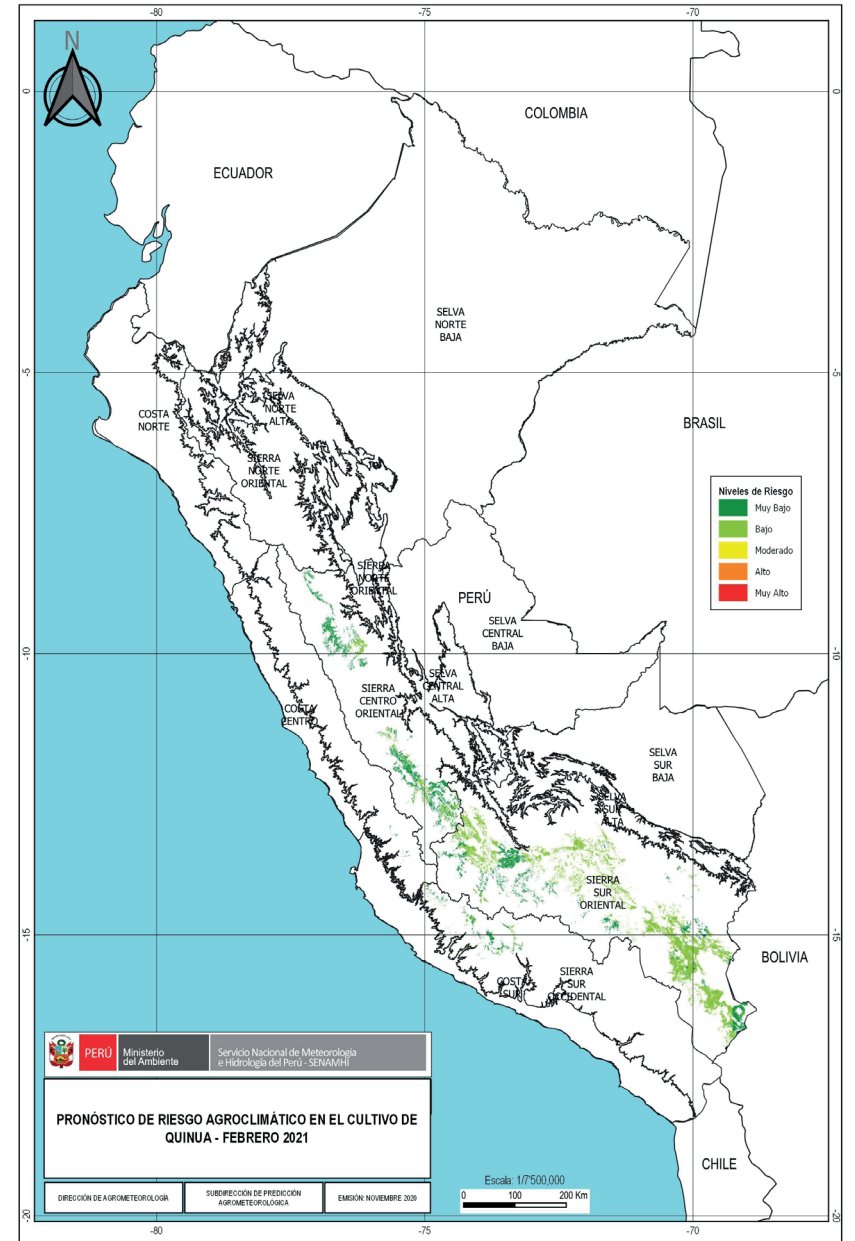 -80
-75
-70
N
0
0
COLOMBIA
ECUADOR
SELVA
NORTE
BAJA
-5
-5
COSTA
NORTE
SELVA
NORTE
ALTA
BRASIL
SIERRA
NORTE
ORIENTAL
Niveles de Riesgo
Muy Bajo
Bajo
Moderado
Alto
Muy Alto
SIERRA
NORTE
ORIENTAL
PERÚ
SELVA
CENTRAL
BAJA
-10
-10
SELVA
CENTRAL
ALTA
SIERRA
CENTRO
ORIENTAL
COSTA
CENTRO
SELVA
SUR
BAJA
SELVA
SUR
ALTA
SIERRA
SUR
ORIENTAL
-15
-15
BOLIVIA
COSTA
SUR
SIERRA
SUR
OCCIDENTAL
PERÚ
Ministerio
del Ambiente
Servicio Nacional de Meteorología
e Hidrología del Perú - SENAMHI
PRONÓSTICO DE RIESGO AGROCLIMÁTICO EN EL CULTIVO DE
QUINUA - FEBRERO 2021
DIRECCIÓN DE AGROMETEOROLOGÍA
SUBDIRECCIÓN DE PREDICCIÓN
AGROMETEOROLÓGICA
EMISIÓN: NOVIEMBRE 2020
Escala: 1/7'500,000
0 100 200 Km
CHILE
-20
-20
-80
-75
-70